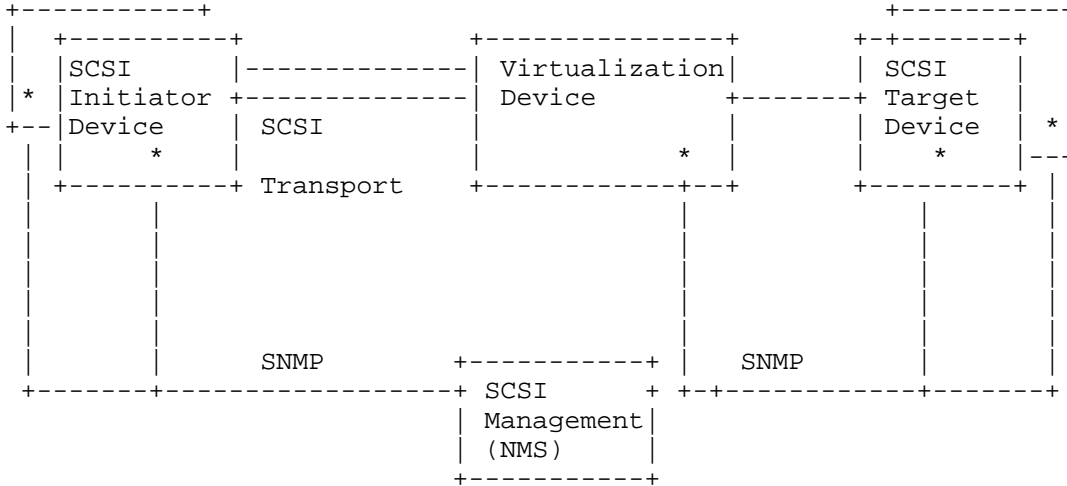 SCSI Virtualization SCSI
* Initiator Device Target
Device SCSI Device *
* * *
Transport
SNMP SNMP
SCSI
Management
(NMS)